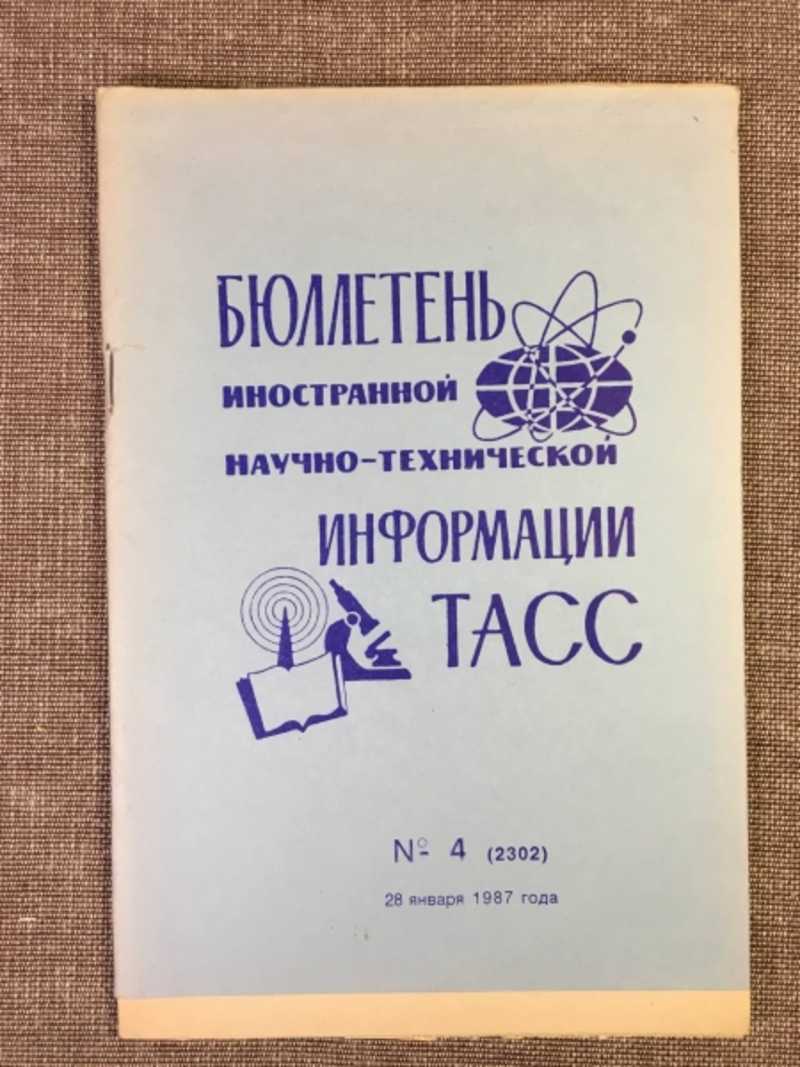 БЮЛЛЕТЕНЬ
ИНОСТРАННОЙ
НАУЧНО-ТЕХНИЧЕСКОЙ
ИНФОРМАЦИИ
ТАСС
№ 4 (2302)
28 января 1987 года